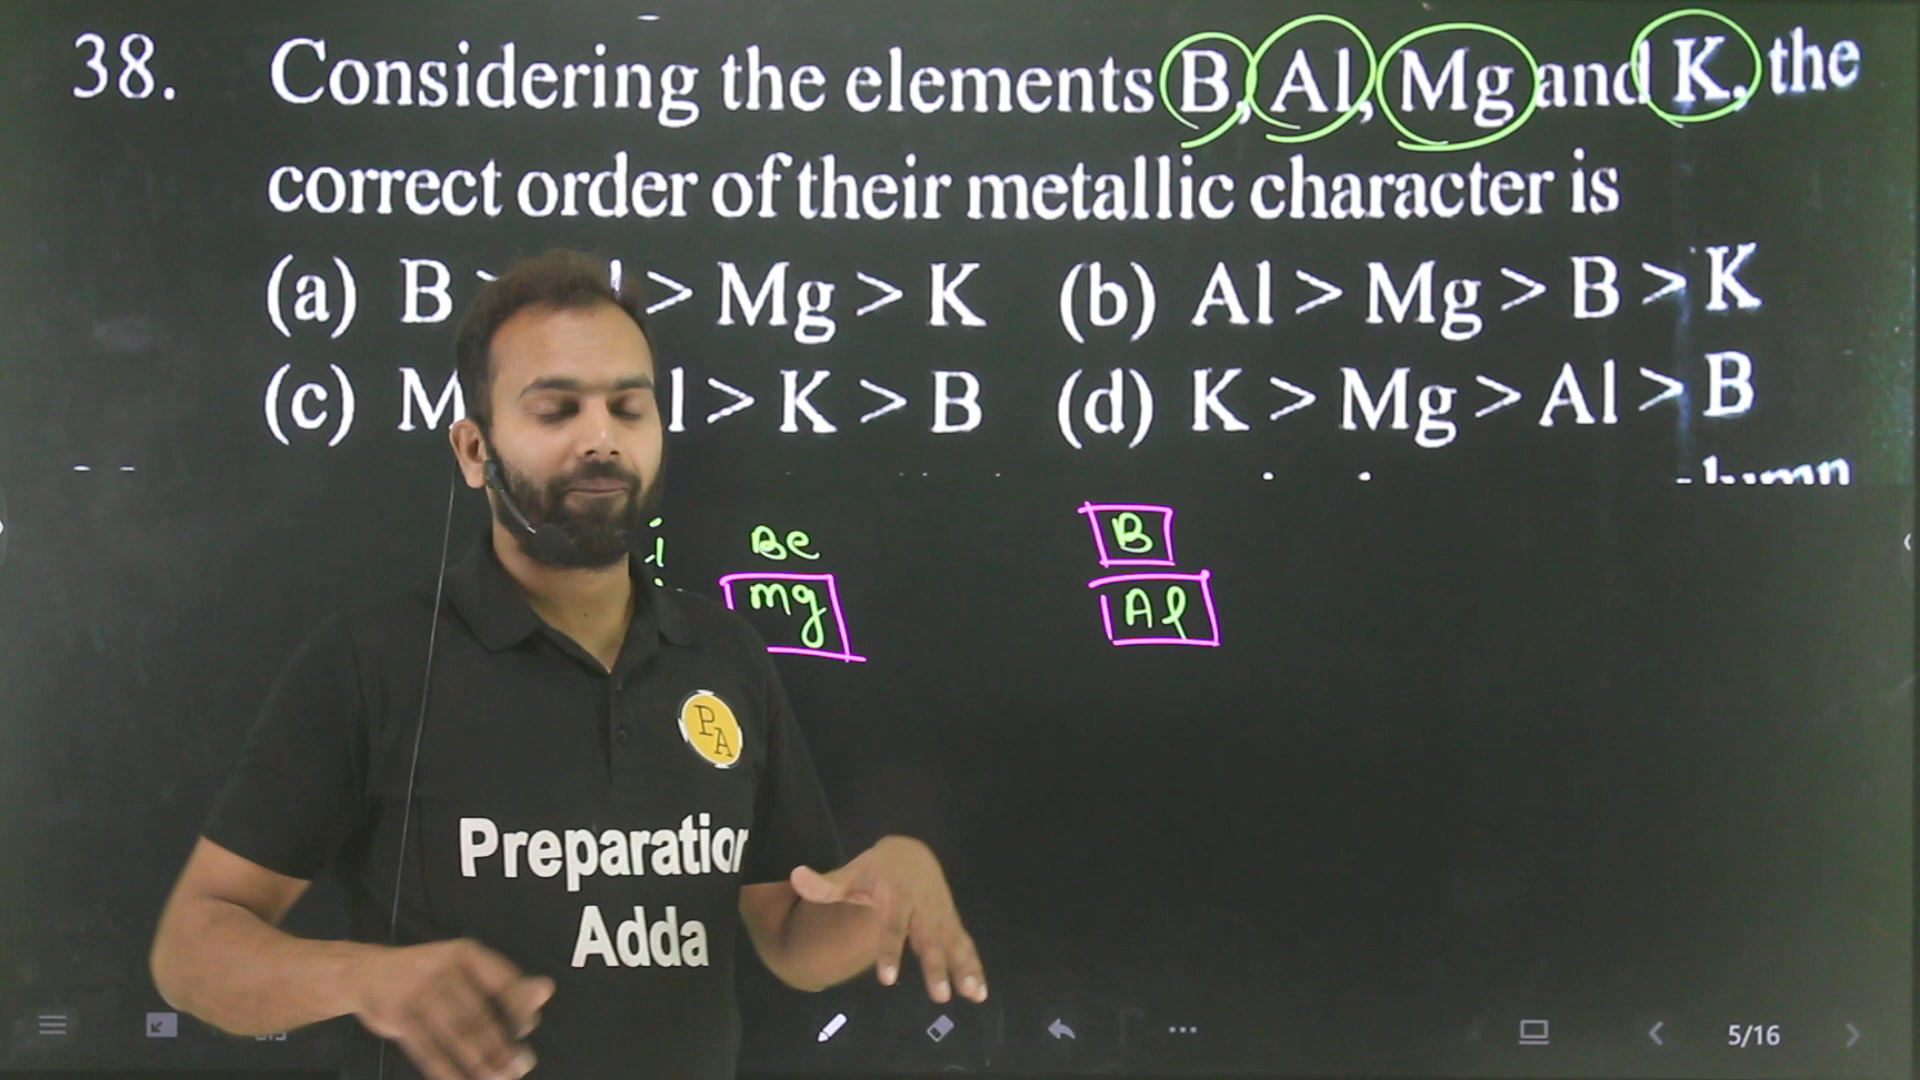 38. Considering the elements B, Al, Mg and K, the
correct order of their metallic character is
(a) B > > Mg > K (b) Al > Mg > B > K
(c) > K > B (d) K > Mg > Al > B
Be B
Mg Al
PA
Preparation
Adda
5/16